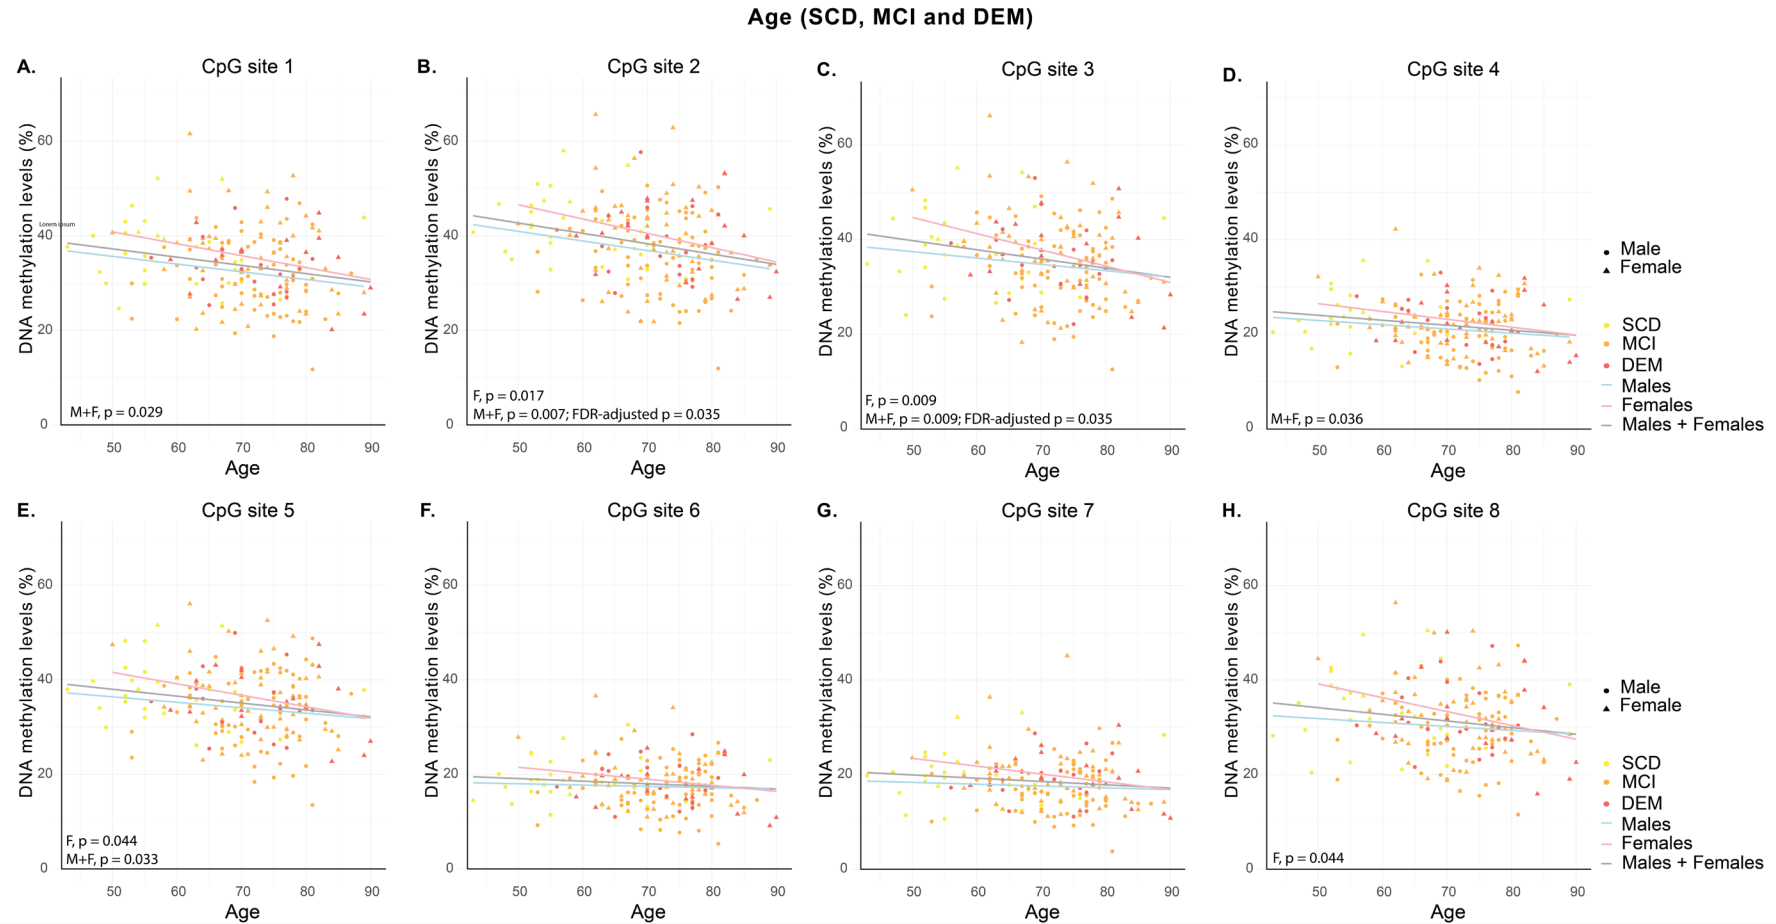 Age (SCD, MCI and DEM)
A. CpG site 1
B. CpG site 2
C. CpG site 3
D. CpG site 4
DNA methylation levels (%)
60
40
20
0
Lorem ipsum
M+F, p = 0.029
50 60 70 80 90
Age
DNA methylation levels (%)
60
40
20
0
F, p = 0.017
M+F, p = 0.007; FDR-adjusted p = 0.035
50 60 70 80 90
Age
DNA methylation levels (%)
60
40
20
0
F, p = 0.009
M+F, p = 0.009; FDR-adjusted p = 0.035
50 60 70 80 90
Age
DNA methylation levels (%)
60
40
20
0
M+F, p = 0.036
50 60 70 80 90
Age
Male
Female
SCD
MCI
DEM
Males
Females
Males + Females
E. CpG site 5
F. CpG site 6
G. CpG site 7
H. CpG site 8
DNA methylation levels (%)
60
40
20
0
F, p = 0.044
M+F, p = 0.033
50 60 70 80 90
Age
DNA methylation levels (%)
60
40
20
0
50 60 70 80 90
Age
DNA methylation levels (%)
60
40
20
0
50 60 70 80 90
Age
DNA methylation levels (%)
60
40
20
0
F, p = 0.044
50 60 70 80 90
Age
Male
Female
SCD
MCI
DEM
Males
Females
Males + Females